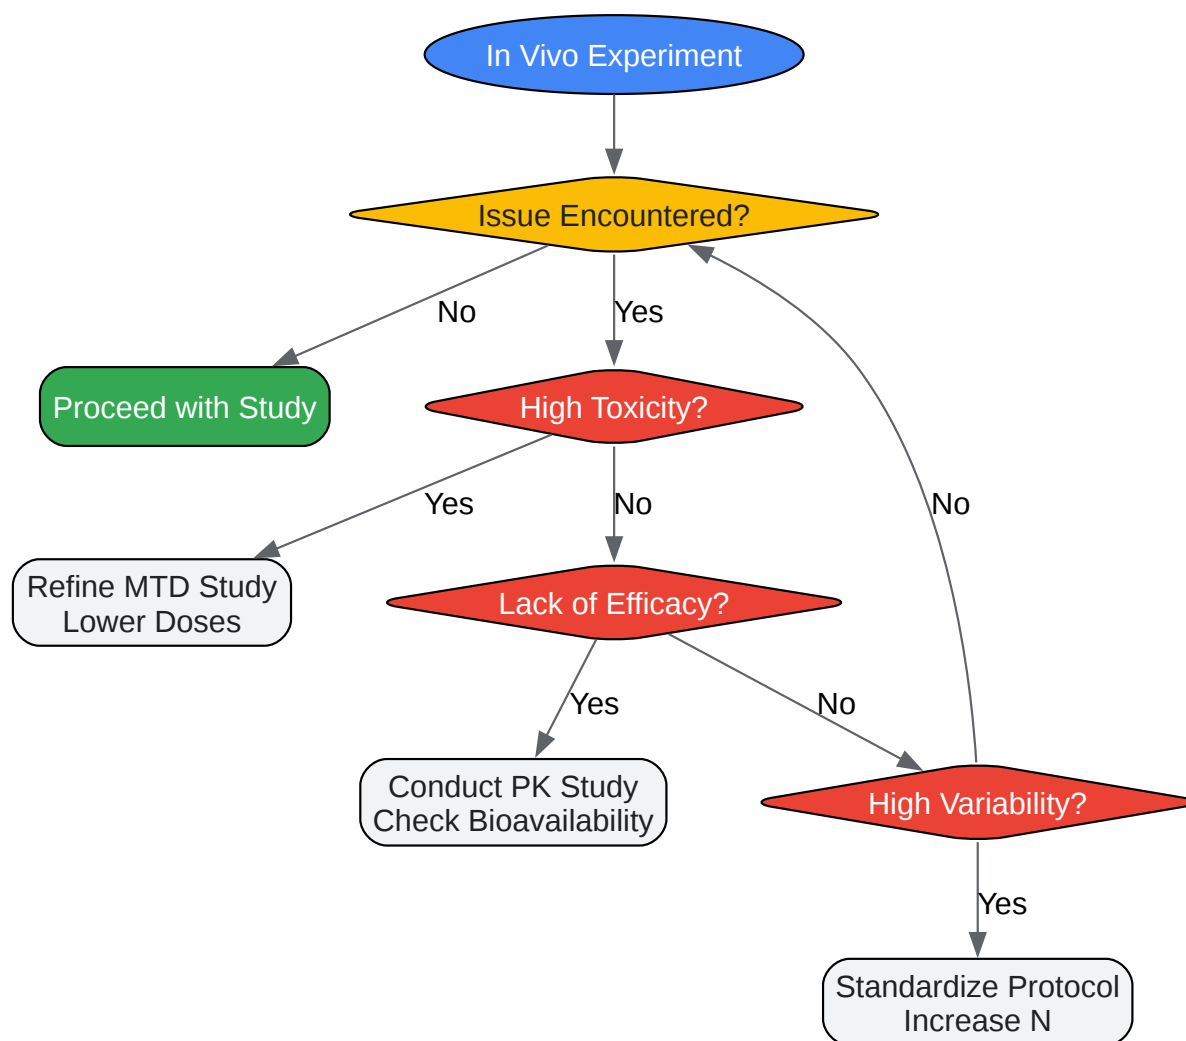 In Vivo Experiment
Issue Encountered?
No
Yes
Proceed with Study
High Toxicity?
Yes
No
No
Refine MTD Study
Lower Doses
Lack of Efficacy?
Yes
No
Conduct PK Study
Check Bioavailability
High Variability?
Yes
Standardize Protocol
Increase N